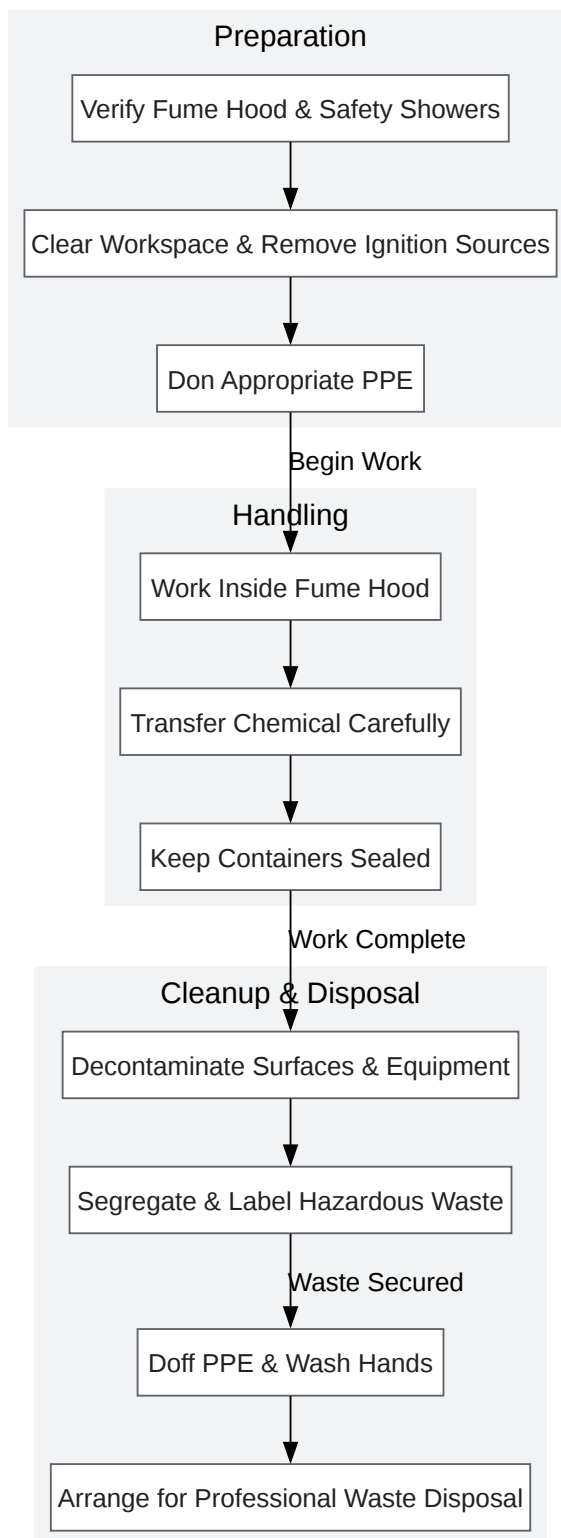 Preparation
Verify Fume Hood & Safety Showers
Clear Workspace & Remove Ignition Sources
Don Appropriate PPE
Begin Work
Handling
Work Inside Fume Hood
Transfer Chemical Carefully
Keep Containers Sealed
Work Complete
Cleanup & Disposal
Decontaminate Surfaces & Equipment
Segregate & Label Hazardous Waste
Waste Secured
Doff PPE & Wash Hands
Arrange for Professional Waste Disposal